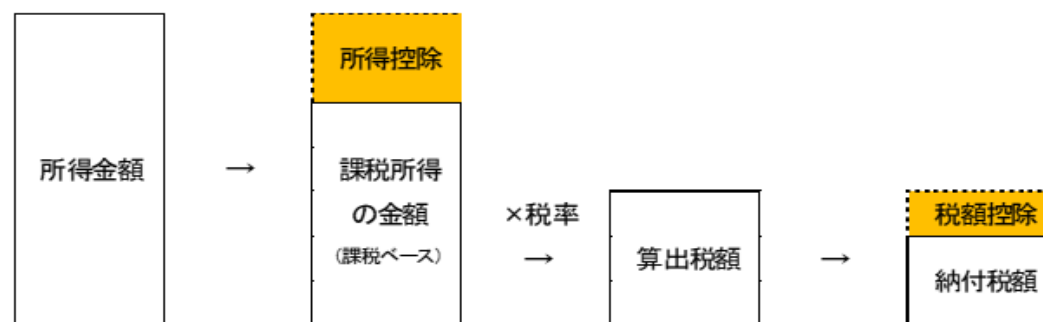 所得金額
→
所得控除
課税所得
の金額
(課税ベース)
×税率
→
算出税額
→
税額控除
納付税額